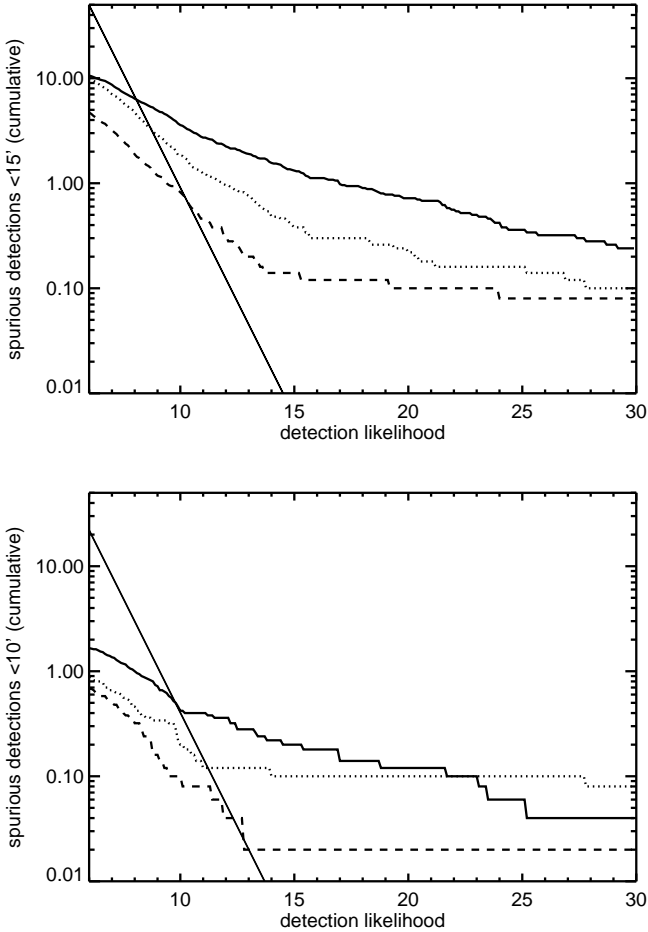 spurious detections <15' (cumulative)
10.00
1.00
0.10
0.01
10 15 20 25 30
detection likelihood
spurious detections <10' (cumulative)
10.00
1.00
0.10
0.01
10 15 20 25 30
detection likelihood